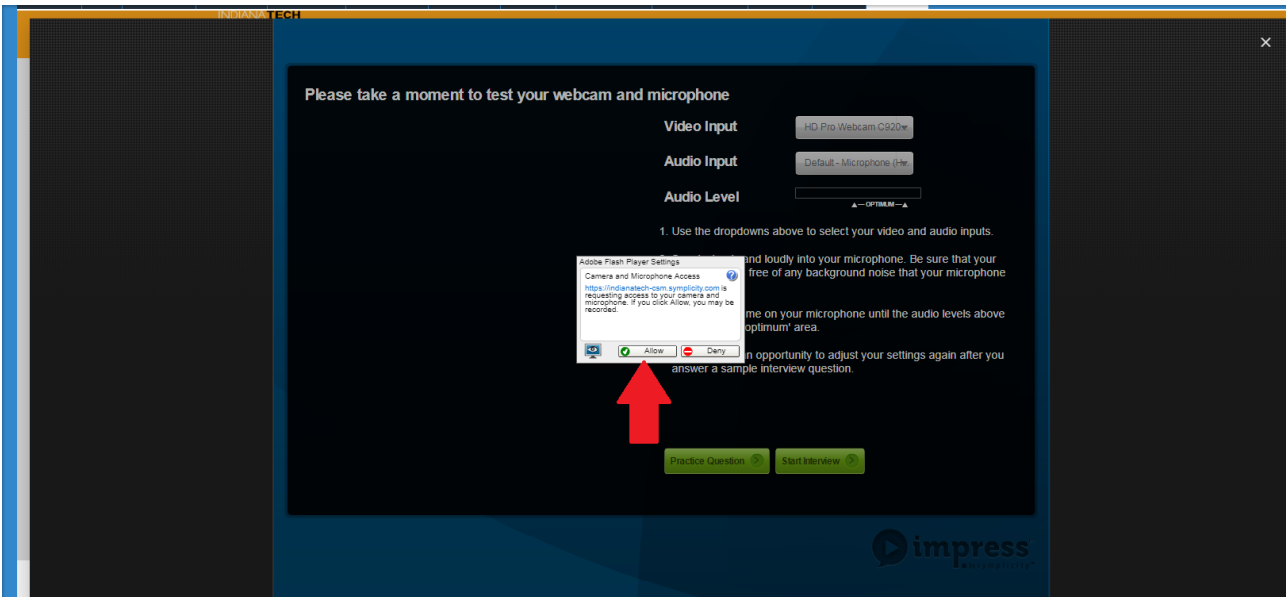 INDIANA TECH
Please take a moment to test your webcam and microphone
Video Input
HD Pro Webcam C920
Audio Input
Default - Microphone (H
Audio Level
OPTIMUM
1. Use the dropdowns above to select your video and audio inputs.
and loudly into your microphone. Be sure that your
free of any background noise that your microphone
me on your microphone until the audio levels above
optimum' area.
n opportunity to adjust your settings again after you
answer a sample interview question.
Adobe Flash Player Settings
Camera and Microphone Access
https://indianatech-csm.symplicity.com is
requesting access to your camera and
microphone. If you click Allow, you may be
recorded.
Allow
Deny
Practice Question
Start Interview
impress